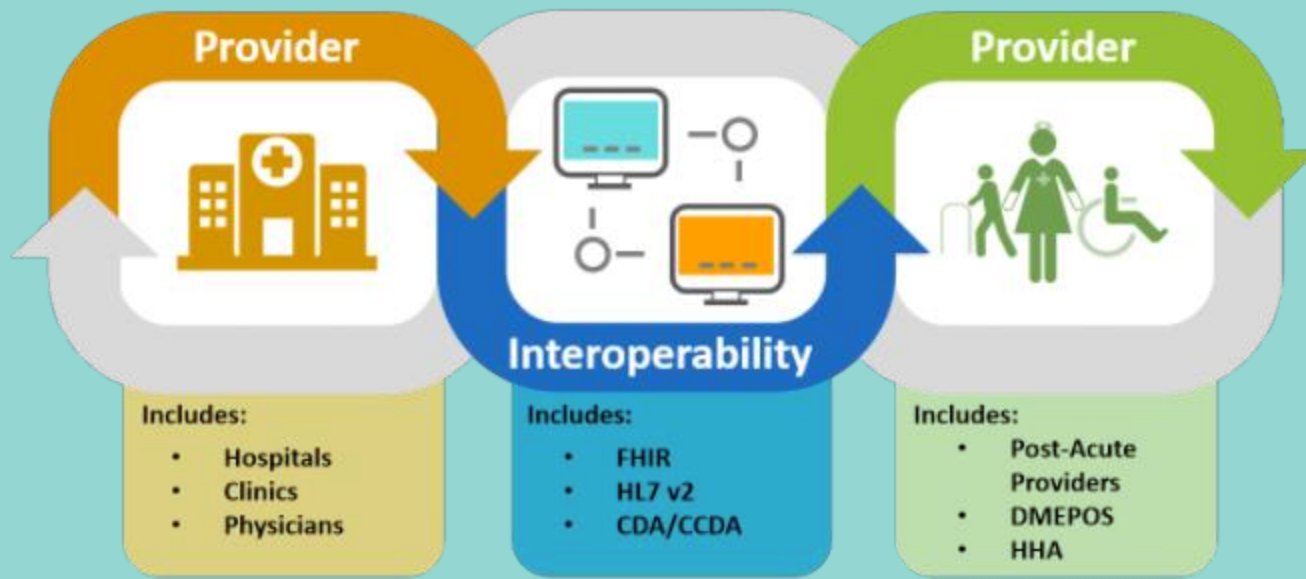 Provider
Includes:
• Hospitals
• Clinics
• Physicians
Interoperability
Includes:
• FHIR
• HL7 v2
• CDA/CCDA
Provider
Includes:
• Post-Acute
Providers
• DMEPOS
• HHA